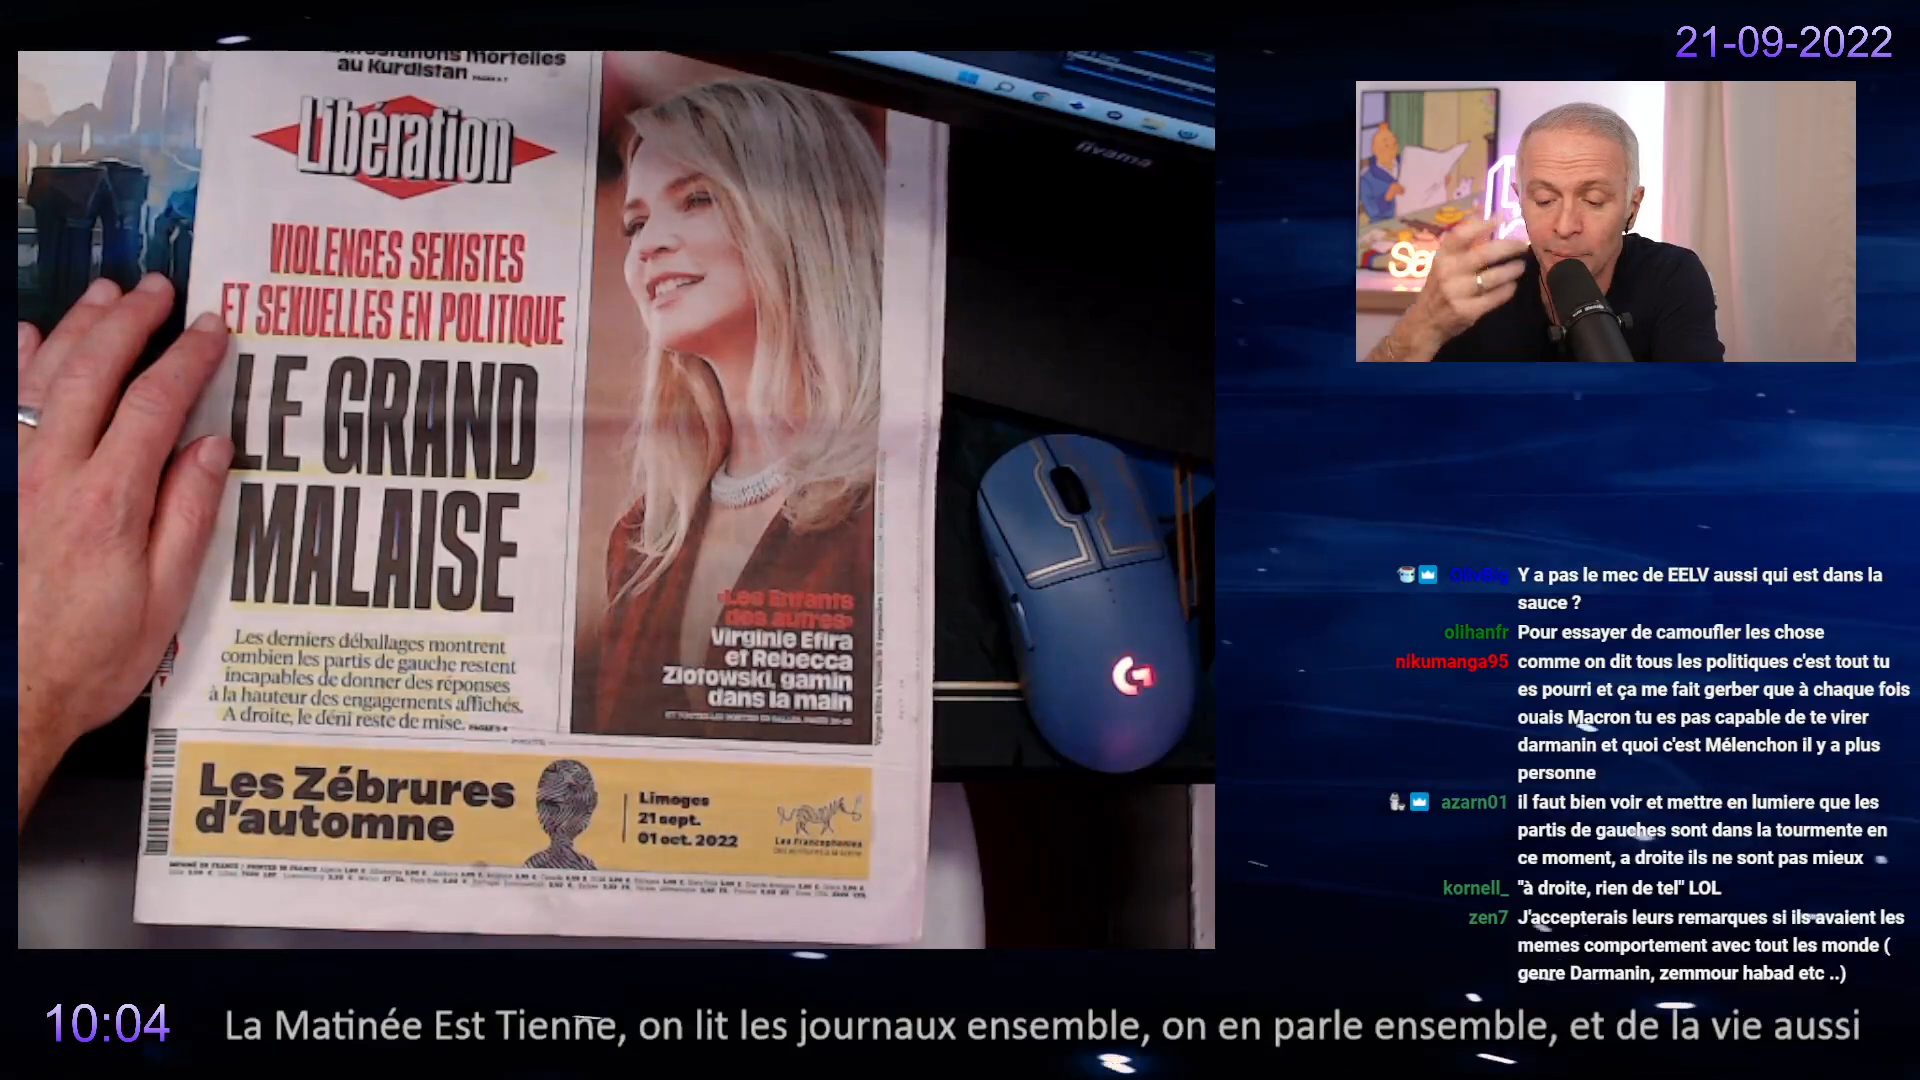 21-09-2022
au Kurdistan
Libération
VIOLENCES SEXISTES
ET SEXUELLES EN POLITIQUE
LE GRAND
MALAISE
Les derniers déballages montrent
combien les partis de gauche restent
incapables de donner des réponses
à la hauteur des engagements affichés.
A droite, le déni reste de mise.
«Les Enfants
des autres»
Virginie Efira
et Rebecca
Zlotowski, gamin
dans la main
Les Zébrures
d'automne
Limoges
21 sept.
01 oct. 2022
Les Francophonies
iiyama
G
Sa
OlivBig Y a pas le mec de EELV aussi qui est dans la
sauce ?
olihanfr Pour essayer de camoufler les chose
nikumanga95 comme on dit tous les politiques c'est tout tu
es pourri et ça me fait gerber que à chaque fois
ouais Macron tu es pas capable de te virer
darmanin et quoi c'est Mélenchon il y a plus
personne
azarn01 il faut bien voir et mettre en lumiere que les
partis de gauches sont dans la tourmente en
ce moment, a droite ils ne sont pas mieux
kornell_ "à droite, rien de tel" LOL
zen7 J'accepterais leurs remarques si ils avaient les
memes comportement avec tout les monde (
genre Darmanin, zemmour habad etc ..)
10:04
La Matinée Est Tienne, on lit les journaux ensemble, on en parle ensemble, et de la vie aussi